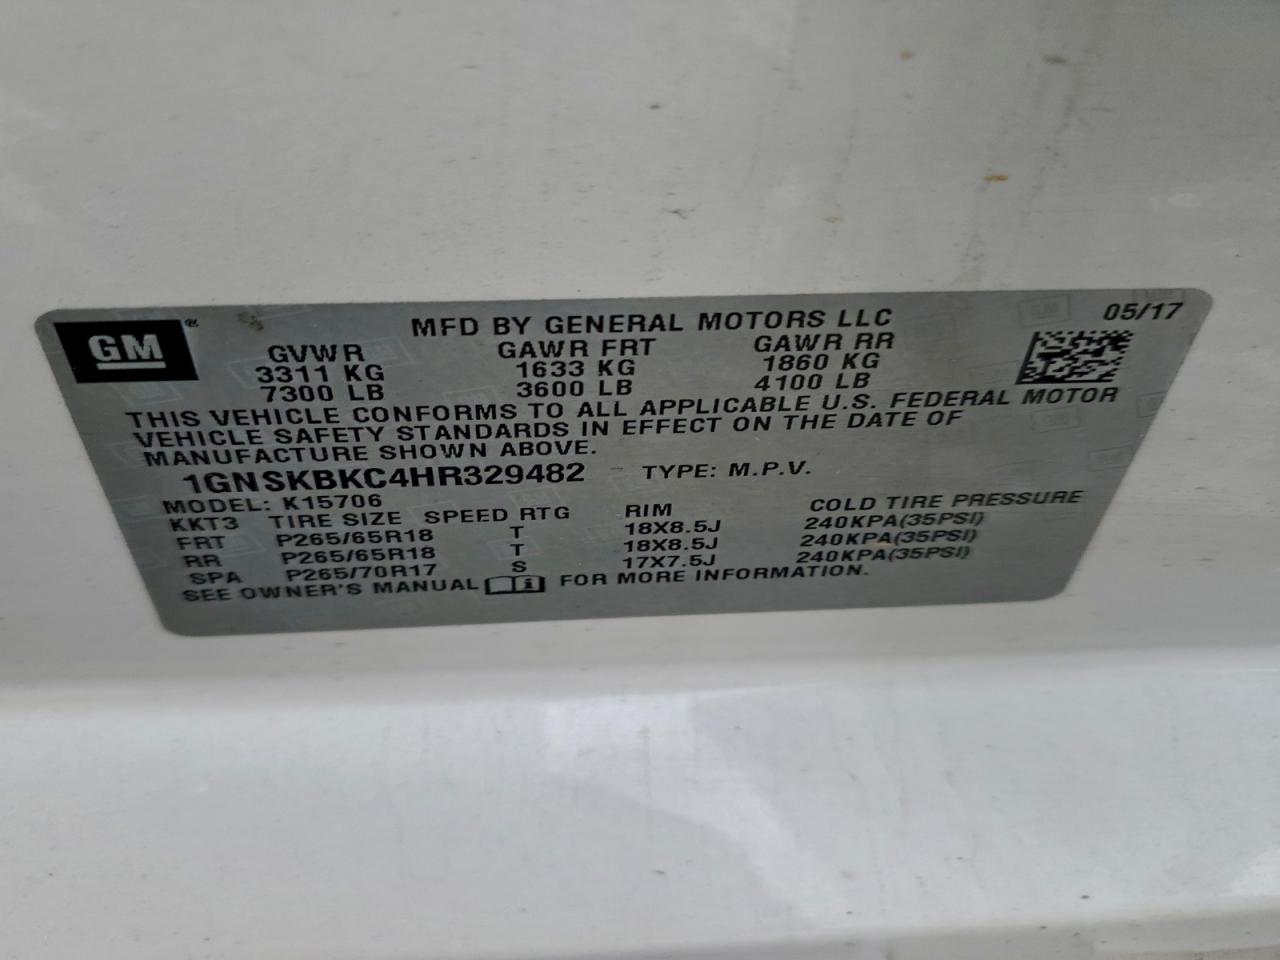 GM ®
MFD BY GENERAL MOTORS LLC 05/17
GVWR GAWR FRT GAWR RR
3311 KG 1633 KG 1860 KG
7300 LB 3600 LB 4100 LB
THIS VEHICLE CONFORMS TO ALL APPLICABLE U.S. FEDERAL MOTOR
VEHICLE SAFETY STANDARDS IN EFFECT ON THE DATE OF
MANUFACTURE SHOWN ABOVE.
1GNSKBKC4HR329482 TYPE: M.P.V.
MODEL: K15706
KKT3 TIRE SIZE SPEED RTG RIM COLD TIRE PRESSURE
FRT P265/65R18 T 18X8.5J 240KPA(35PSI)
RR P265/65R18 T 18X8.5J 240KPA(35PSI)
SPA P265/70R17 S 17X7.5J 240KPA(35PSI)
SEE OWNER'S MANUAL FOR MORE INFORMATION.